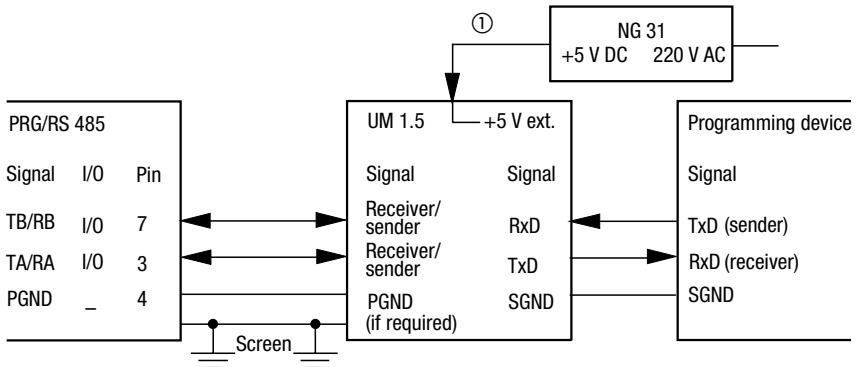 ①
NG 31
+5 V DC 220 V AC
PRG/RS 485
Signal I/O Pin
TB/RB I/O 7
TA/RA I/O 3
PGND _ 4
Screen
UM 1.5 +5 V ext.
Signal Signal
Receiver/
sender RxD
Receiver/
sender TxD
PGND SGND
(if required)
Programming device
Signal
TxD (sender)
RxD (receiver)
SGND